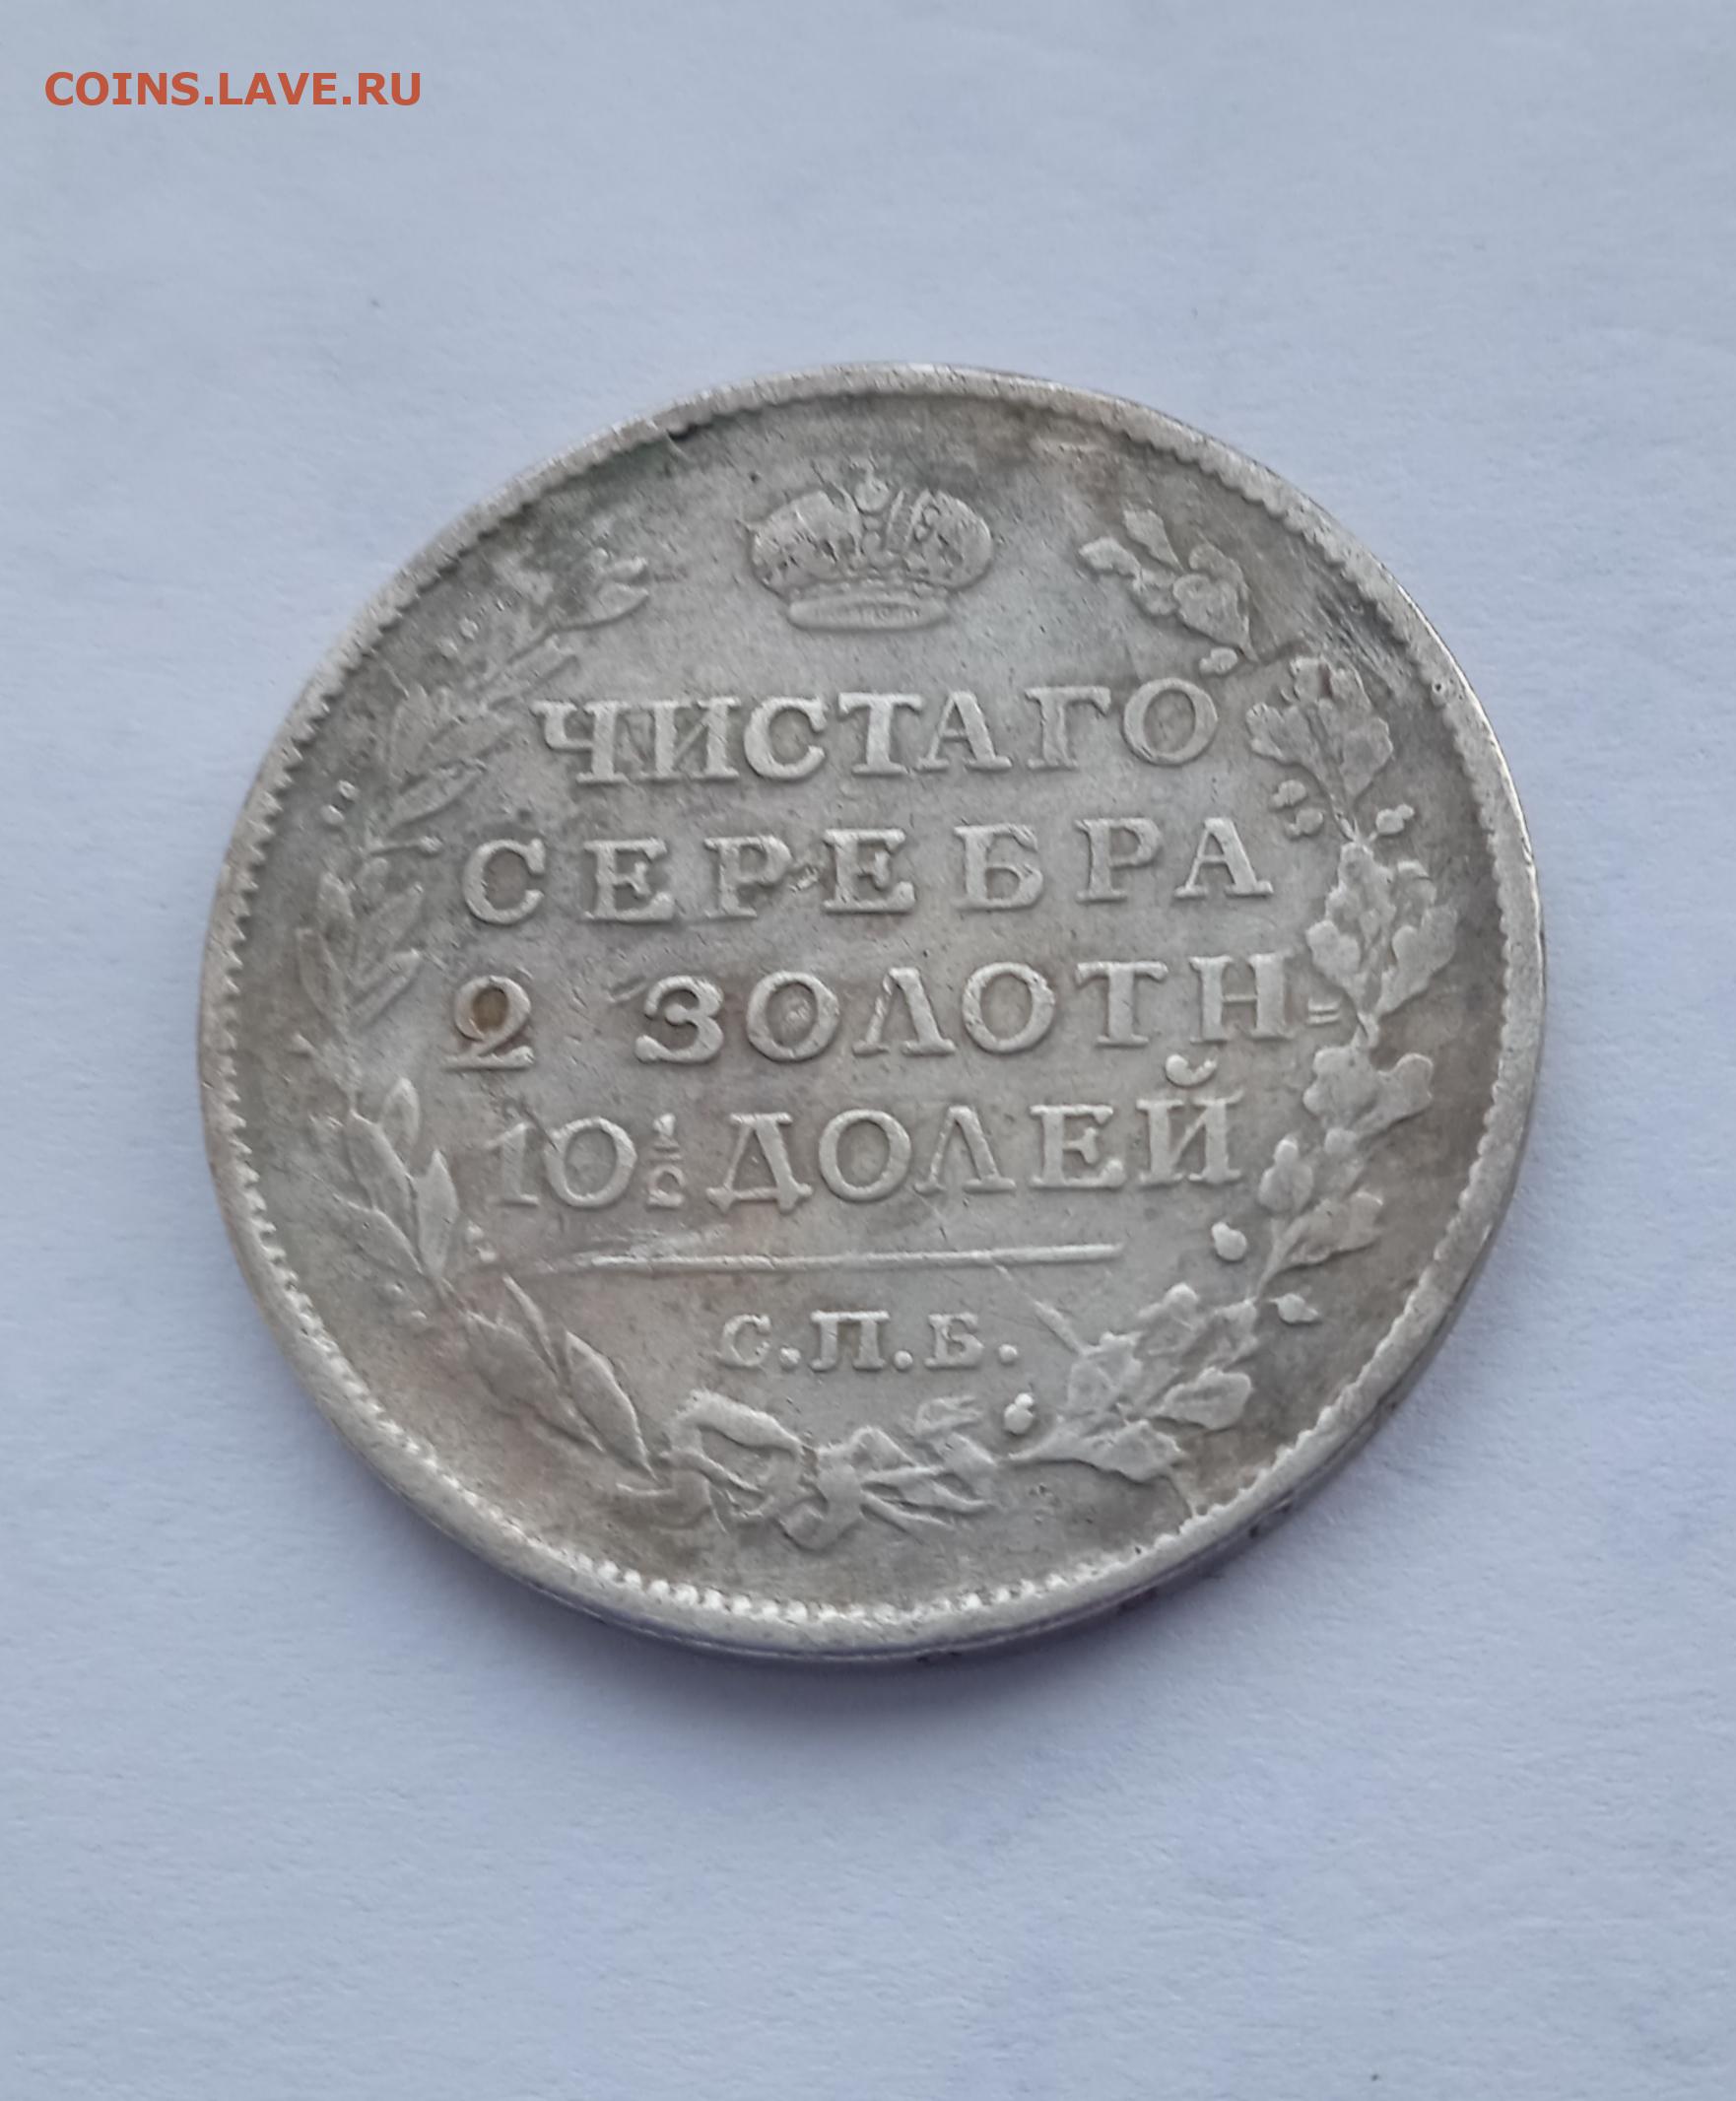 COINS.LAVE.RU
ЧИСТАГО
СЕРЕБРА
2 ЗОЛОТН=
10½ ДОЛЕЙ
С.П.Б.